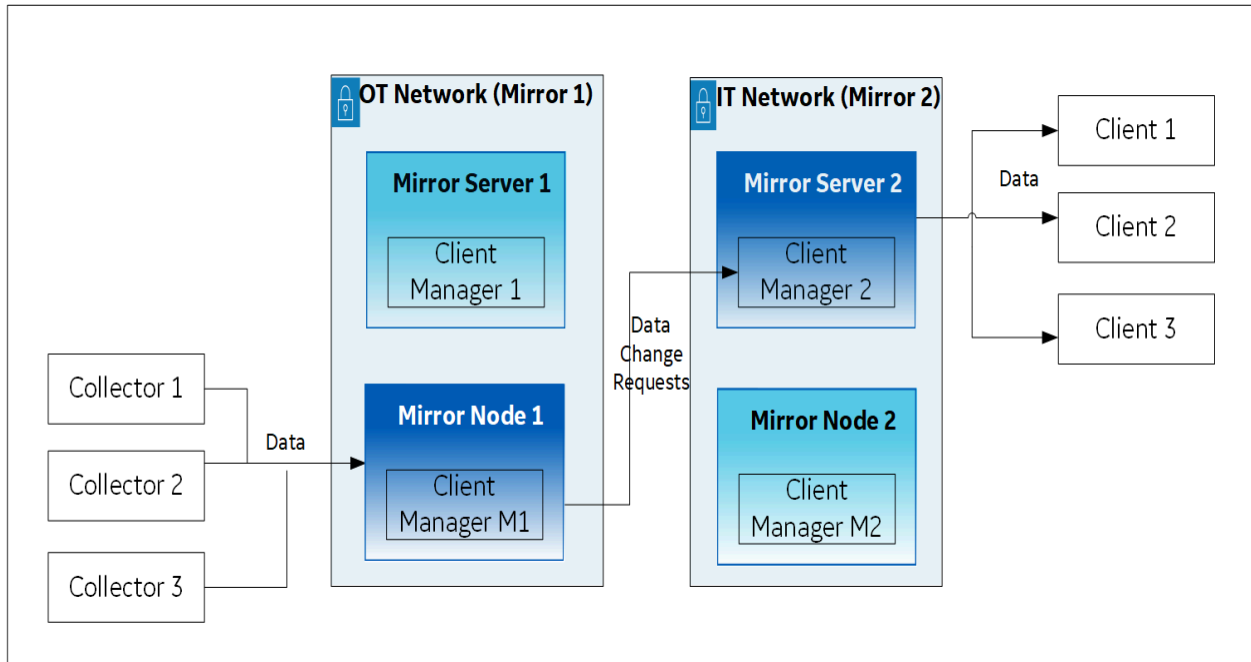 OT Network (Mirror 1)
Mirror Server 1
Client
Manager 1
Mirror Node 1
Client
Manager M1
Collector 1
Collector 2
Collector 3
Data
Data
Change
Requests
IT Network (Mirror 2)
Mirror Server 2
Client
Manager 2
Mirror Node 2
Client
Manager M2
Data
Client 1
Client 2
Client 3